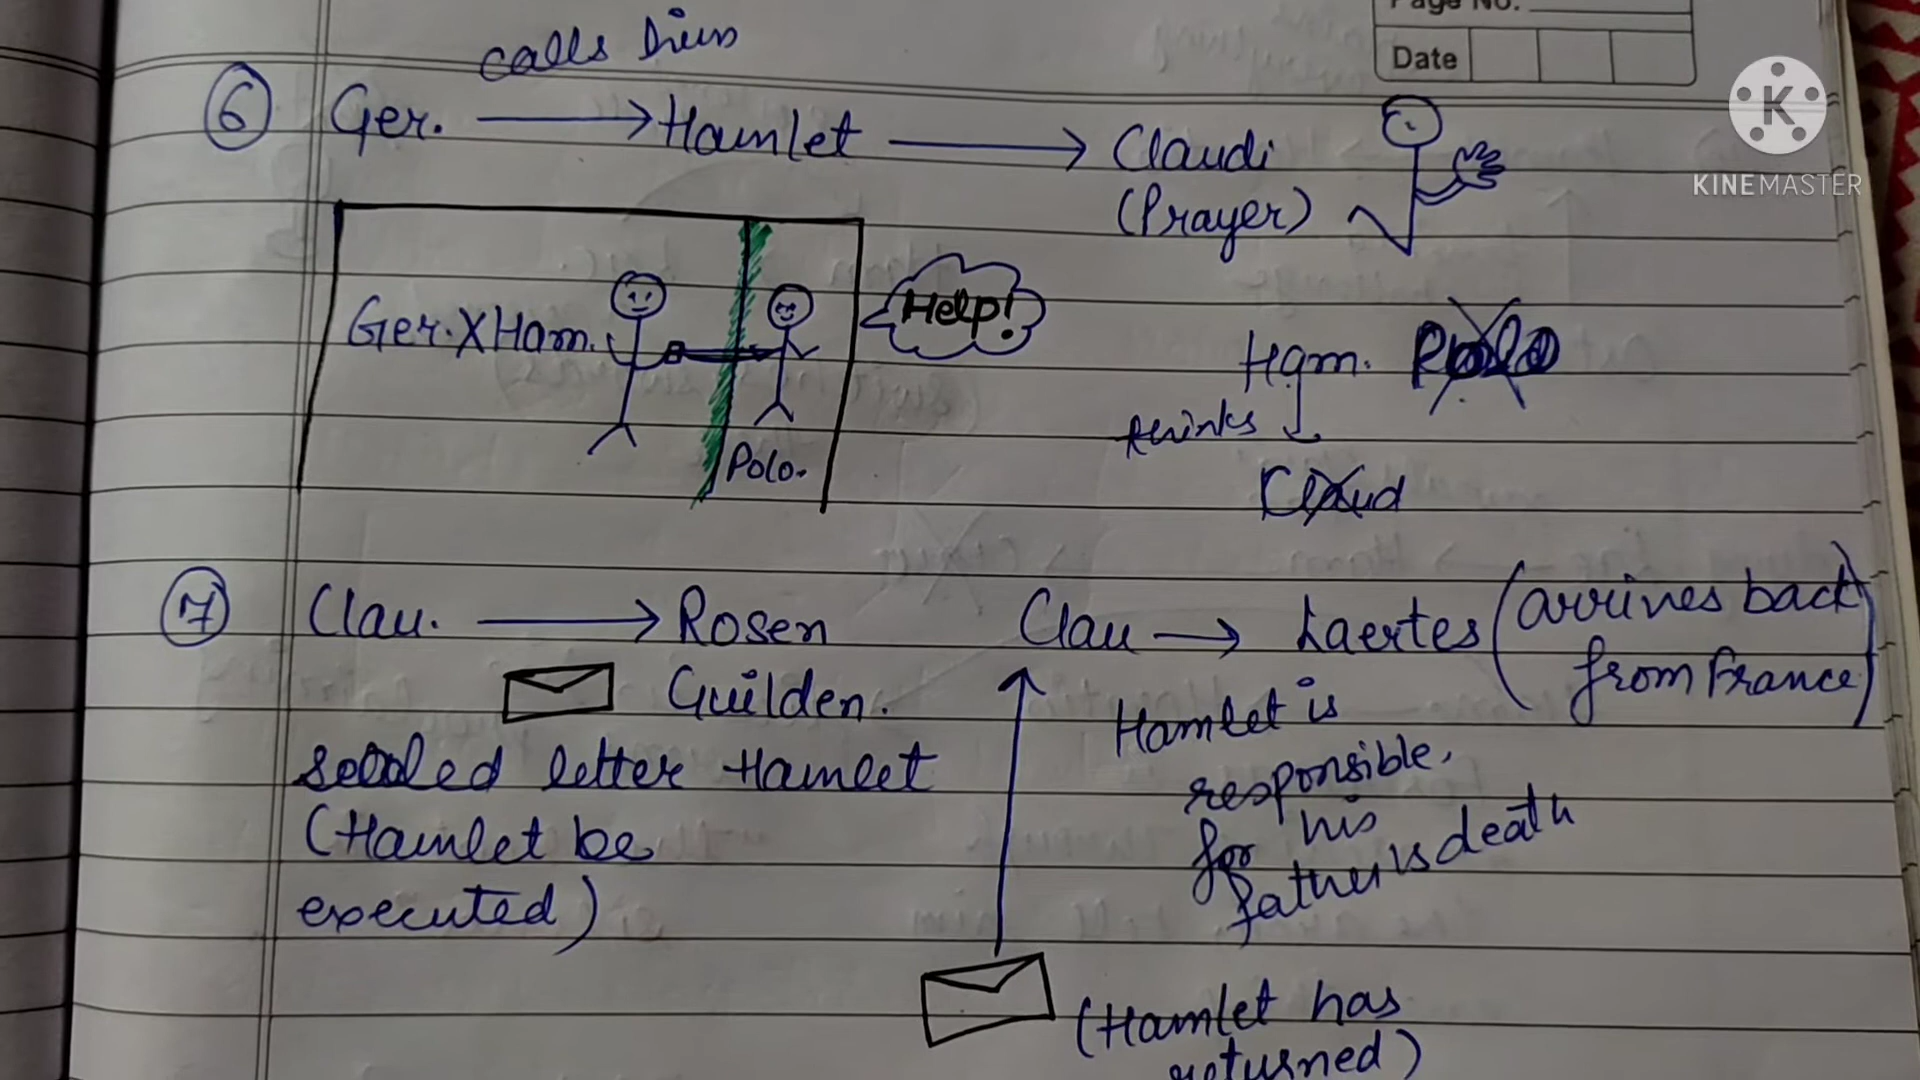 Page No.
Date
KINEMASTER
calls him
6 Ger. → Hamlet → Claudi
(Prayer)
Ger. X Ham.
Help!
Polo.
Ham.
thinks
Claud
7 Clau. → Rosen
Guilden.
sealed letter Hamlet
(Hamlet be
executed)
Clau → Laertes (arrives back
from France)
Hamlet is
responsible.
for his
father's death
(Hamlet has
returned)